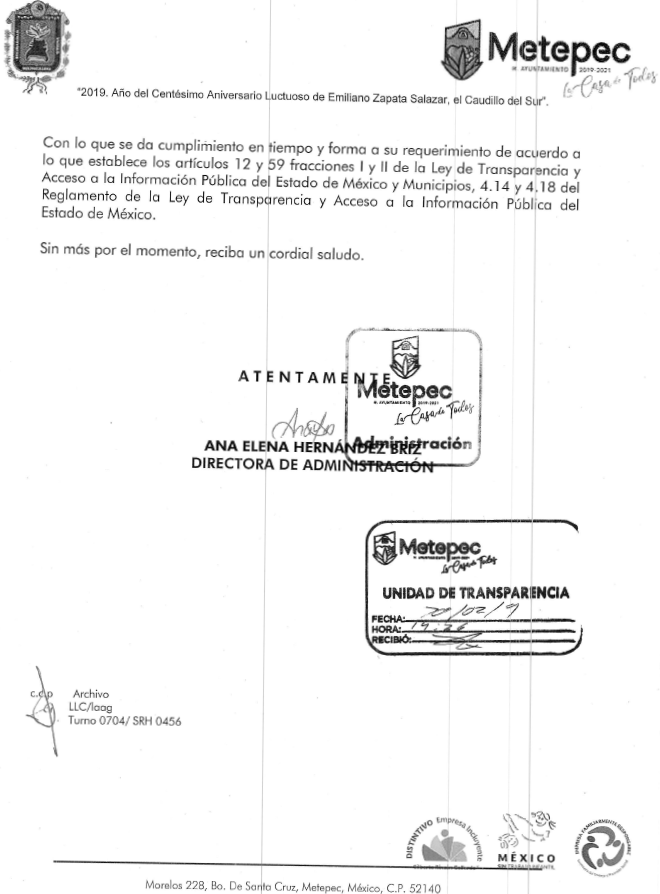 Metepec
H. AYUNTAMIENTO 2019-2021
La Casa de Todos
"2019. Año del Centésimo Aniversario Luctuoso de Emiliano Zapata Salazar, el Caudillo del Sur".
Con lo que se da cumplimiento en tiempo y forma a su requerimiento de acuerdo a
lo que establece los artículos 12 y 59 fracciones I y II de la Ley de Transparencia y
Acceso a la Información Pública del Estado de México y Municipios, 4.14 y 4.18 del
Reglamento de la Ley de Transparencia y Acceso a la Información Pública del
Estado de México.
Sin más por el momento, reciba un cordial saludo.
ATENTAMENTE
Metepec
H. AYUNTAMIENTO 2019-2021
La Casa de Todos
Administración
ANA ELENA HERNÁNDEZ BRIZ
DIRECTORA DE ADMINISTRACIÓN
Metepec
La Casa de Todos
UNIDAD DE TRANSPARENCIA
FECHA:
HORA:
RECIBIÓ:
c.c.p Archivo
LLC/laag
Turno 0704/ SRH 0456
DISTINTIVO Empresa Incluyente
MÉXICO
SIN TRABAJO INFANTIL
EMPRESA FAMILIARMENTE RESPONSABLE
Morelos 228, Bo. De Santa Cruz, Metepec, México, C.P. 52140